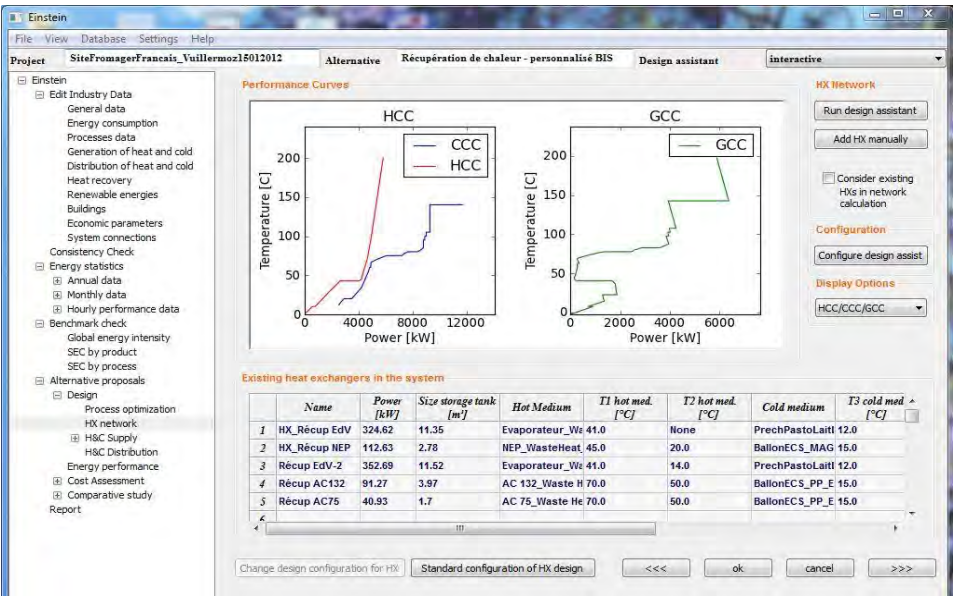 Einstein
File View Database Settings Help
Project SiteFromagerFrancais_Vuillermoz15012012 Alternative Récupération de chaleur - personnalisé BIS Design assistant interactive
Einstein
Edit Industry Data
General data
Energy consumption
Processes data
Generation of heat and cold
Distribution of heat and cold
Heat recovery
Renewable energies
Buildings
Economic parameters
System connections
Consistency Check
Energy statistics
Annual data
Monthly data
Hourly performance data
Benchmark check
Global energy intensity
SEC by product
SEC by process
Alternative proposals
Design
Process optimization
HX network
H&C Supply
H&C Distribution
Energy performance
Cost Assessment
Comparative study
Report
Performance Curves
HCC
CCC
HCC
Temperature [C]
200
150
100
50
0
0 4000 8000 12000
Power [kW]
GCC
GCC
Temperature [C]
200
150
100
50
0
0 2000 4000 6000
Power [kW]
HX Network
Run design assistant
Add HX manually
Consider existing
HXs in network
calculation
Configuration
Configure design assist
Display Options
HCC/CCC/GCC
Existing heat exchangers in the system
Name Power [kW] Size storage tank [m³] Hot Medium T1 hot med. [°C] T2 hot med. [°C] Cold medium T3 cold med [°C]
1 HX_Récup EdV 324.62 11.35 Evaporateur_Wa 41.0 None PrechPastoLaitI 12.0
2 HX_Récup NEP 112.63 2.78 NEP_WasteHeat_ 45.0 20.0 BallonECS_MAG 15.0
3 Récup EdV-2 352.69 11.52 Evaporateur_Wa 41.0 14.0 PrechPastoLaitI 12.0
4 Récup AC132 91.27 3.97 AC 132_Waste H 70.0 50.0 BallonECS_PP_E 15.0
5 Récup AC75 40.93 1.7 AC 75_Waste He 70.0 50.0 BallonECS_PP_E 15.0
Change design configuration for HX Standard configuration of HX design <<< ok cancel >>>